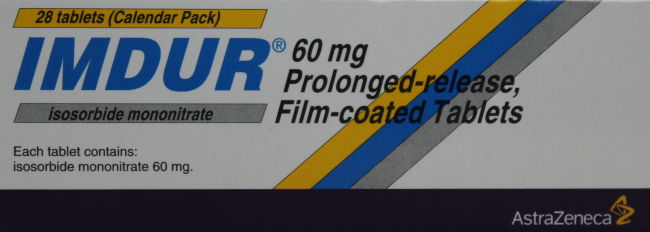 28 tablets (Calendar Pack)
IMDUR® 60 mg
Prolonged-release,
Film-coated Tablets
isosorbide mononitrate
Each tablet contains:
isosorbide mononitrate 60 mg.
AstraZeneca